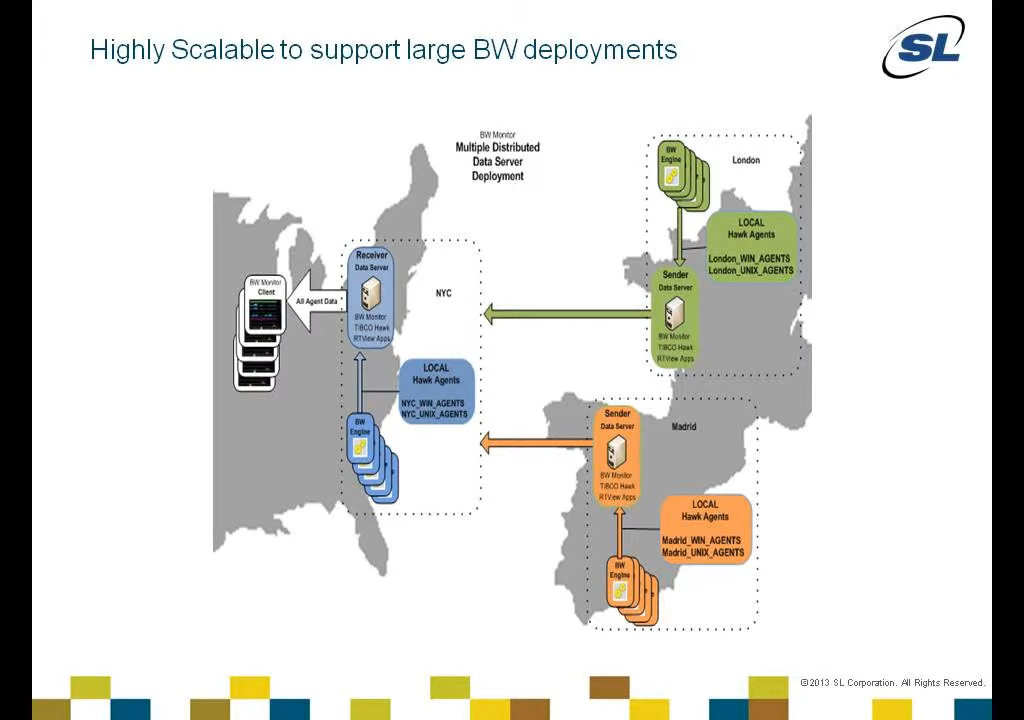 Highly Scalable to support large BW deployments
SL
BW Monitor
Multiple Distributed
Data Server
Deployment
BW
Engine
London
LOCAL
Hawk Agents
London_WIN_AGENTS
London_UNIX_AGENTS
Sender
Data Server
BW Monitor
TIBCO Hawk
RTView Apps
Receiver
Data Server
BW Monitor
TIBCO Hawk
RTView Apps
NYC
BW Monitor
Client
All Agent Data
LOCAL
Hawk Agents
NYC_WIN_AGENTS
NYC_UNIX_AGENTS
BW
Engine
Sender
Data Server
BW Monitor
TIBCO Hawk
RTView Apps
Madrid
LOCAL
Hawk Agents
Madrid_WIN_AGENTS
Madrid_UNIX_AGENTS
BW
Engine
©2013 SL Corporation. All Rights Reserved.